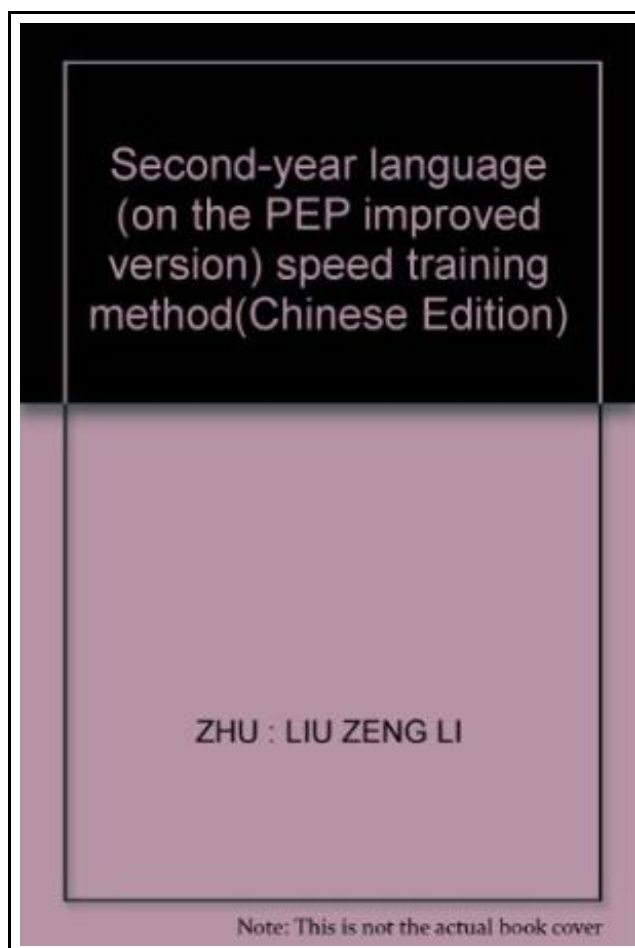 Second-year language
(on the PEP improved
version) speed training
method(Chinese Edition)
ZHU : LIU ZENG LI
Note: This is not the actual book cover